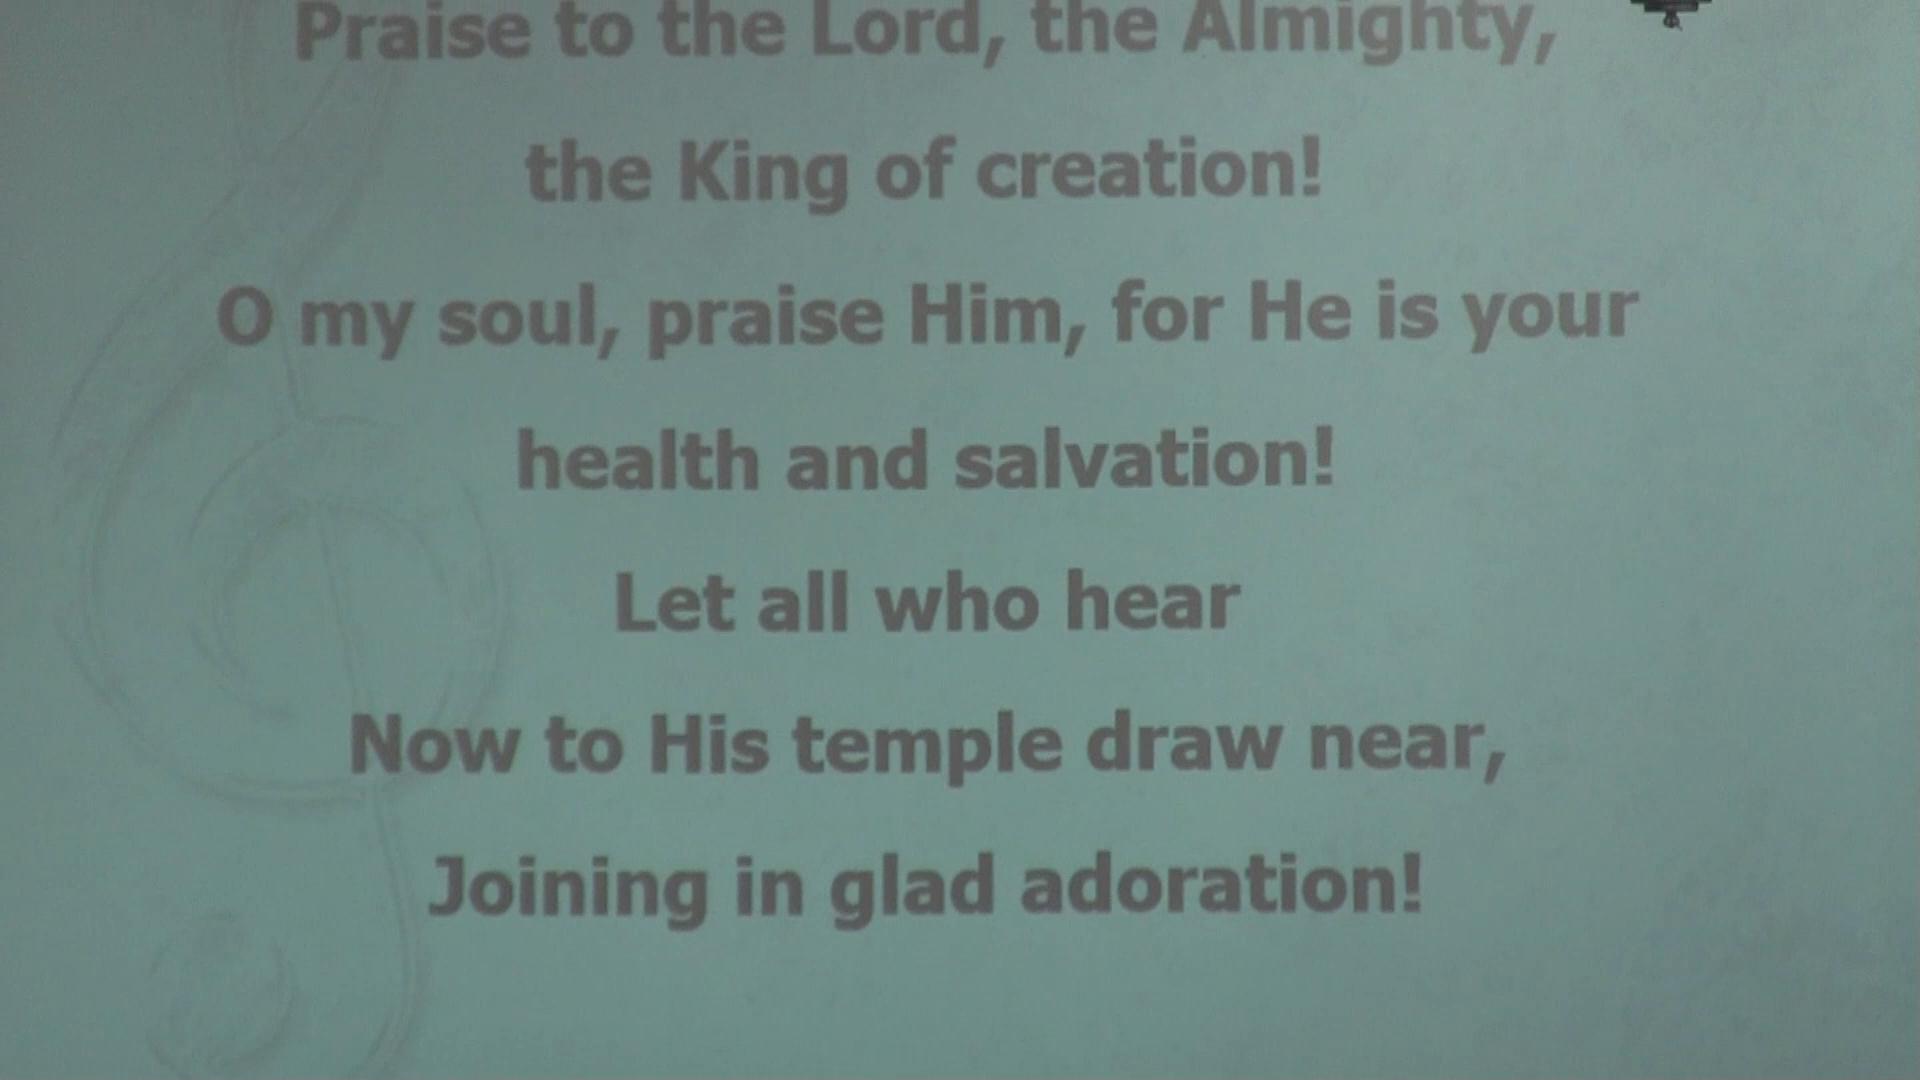 Praise to the Lord, the Almighty,
the King of creation!
O my soul, praise Him, for He is your
health and salvation!
Let all who hear
Now to His temple draw near,
Joining in glad adoration!